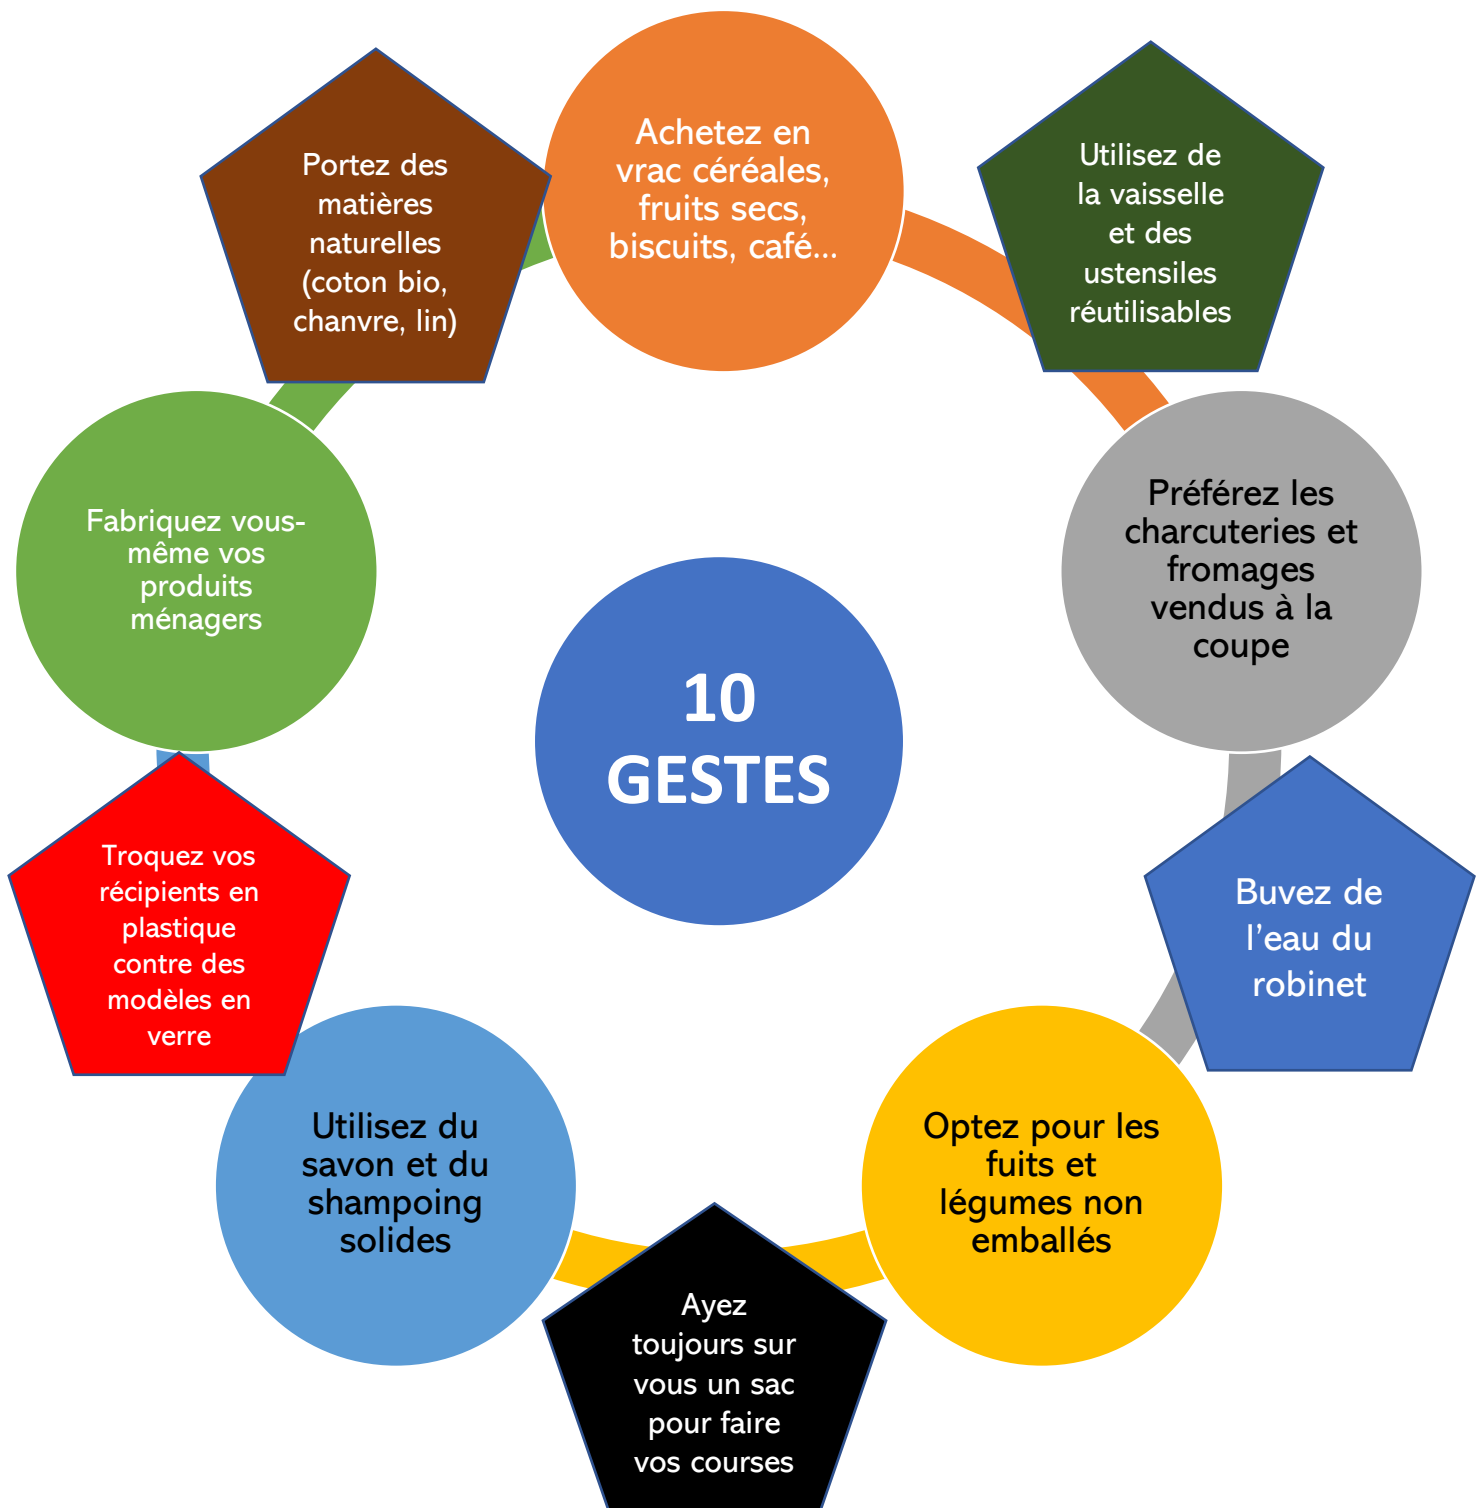 Achetez en
vrac céréales,
fruits secs,
biscuits, café...
Utilisez de
la vaisselle
et des
ustensiles
réutilisables
Préférez les
charcuteries et
fromages
vendus à la
coupe
Buvez de
l'eau du
robinet
Optez pour les
fuits et
légumes non
emballés
Ayez
toujours sur
vous un sac
pour faire
vos courses
Utilisez du
savon et du
shampoing
solides
Troquez vos
récipients en
plastique
contre des
modèles en
verre
Fabriquez vous-
même vos
produits
ménagers
Portez des
matières
naturelles
(coton bio,
chanvre, lin)
10
GESTES